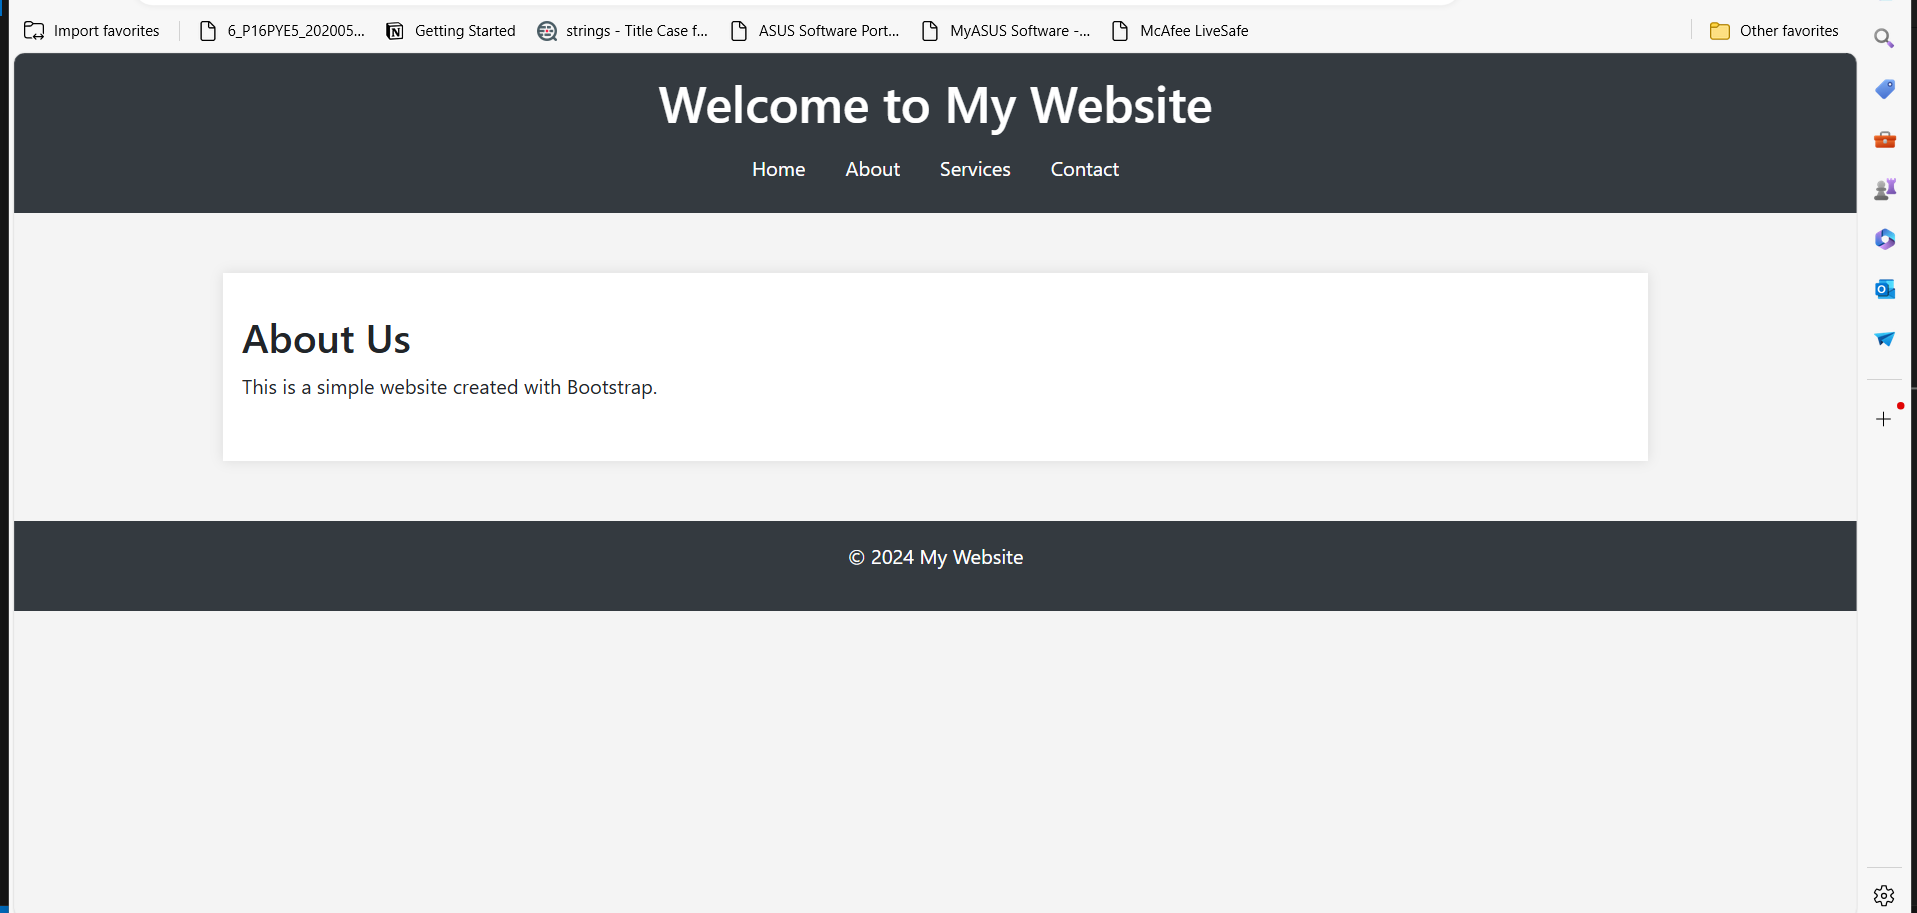 Import favorites 6_P16PYE5_202005... Getting Started strings - Title Case f... ASUS Software Port... MyASUS Software -... McAfee LiveSafe Other favorites
Welcome to My Website
Home About Services Contact
About Us
This is a simple website created with Bootstrap.
© 2024 My Website